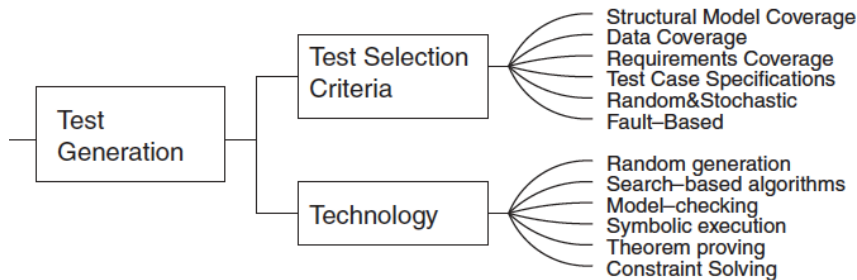 Test
Generation
Test Selection
Criteria
Structural Model Coverage
Data Coverage
Requirements Coverage
Test Case Specifications
Random&Stochastic
Fault–Based
Technology
Random generation
Search–based algorithms
Model–checking
Symbolic execution
Theorem proving
Constraint Solving